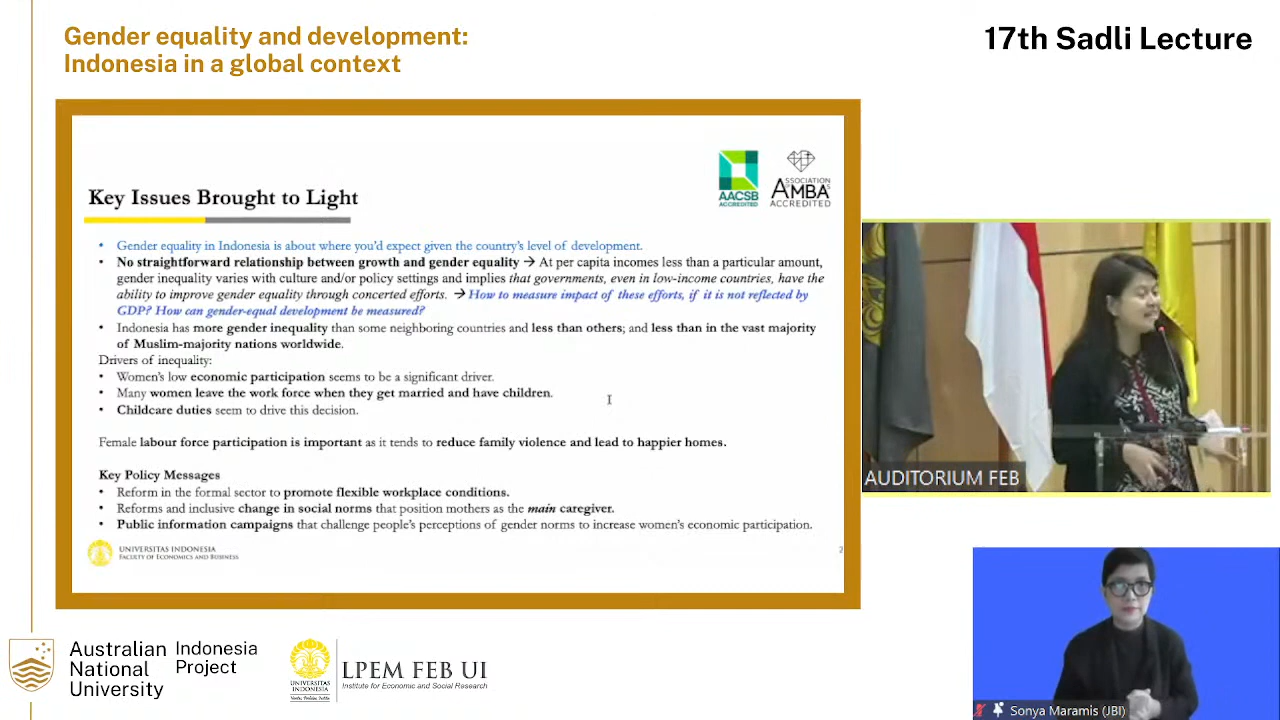 Gender equality and development:
Indonesia in a global context
17th Sadli Lecture
AACSB
ACCREDITED
ASSOCIATION
AMBA
ACCREDITED
Key Issues Brought to Light
• Gender equality in Indonesia is about where you'd expect given the country's level of development.
• No straightforward relationship between growth and gender equality → At per capita incomes less than a particular amount,
gender inequality varies with culture and/or policy settings and implies that governments, even in low-income countries, have the
ability to improve gender equality through concerted efforts. → How to measure impact of these efforts, if it is not reflected by
GDP? How can gender-equal development be measured?
• Indonesia has more gender inequality than some neighboring countries and less than others; and less than in the vast majority
of Muslim-majority nations worldwide.
Drivers of inequality:
• Women's low economic participation seems to be a significant driver.
• Many women leave the work force when they get married and have children.
• Childcare duties seem to drive this decision.
Female labour force participation is important as it tends to reduce family violence and lead to happier homes.
Key Policy Messages
• Reform in the formal sector to promote flexible workplace conditions.
• Reforms and inclusive change in social norms that position mothers as the main caregiver.
• Public information campaigns that challenge people's perceptions of gender norms to increase women's economic participation.
UNIVERSITAS INDONESIA
FACULTY OF ECONOMICS AND BUSINESS
2
AUDITORIUM FEB
Sonya Maramis (JBI)
Australian
National
University
Indonesia
Project
UNIVERSITAS
INDONESIA
LPEM FEB UI
Institute for Economic and Social Research